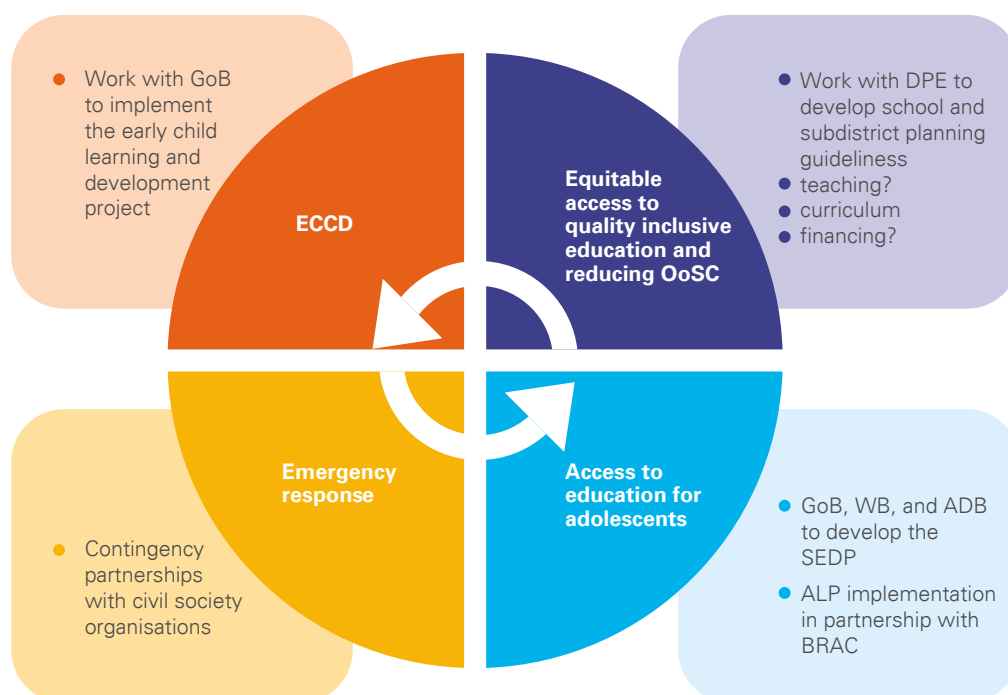 Work with GoB
to implement
the early child
learning and
development
project
ECCD
Equitable
access to
quality inclusive
education and
reducing OoSC
Work with DPE to
develop school and
subdistrict planning
guideliness
teaching?
curriculum
financing?
Emergency
response
Contingency
partnerships
with civil society
organisations
Access to
education for
adolescents
GoB, WB, and ADB
to develop the
SEDP
ALP implementation
in partnership with
BRAC